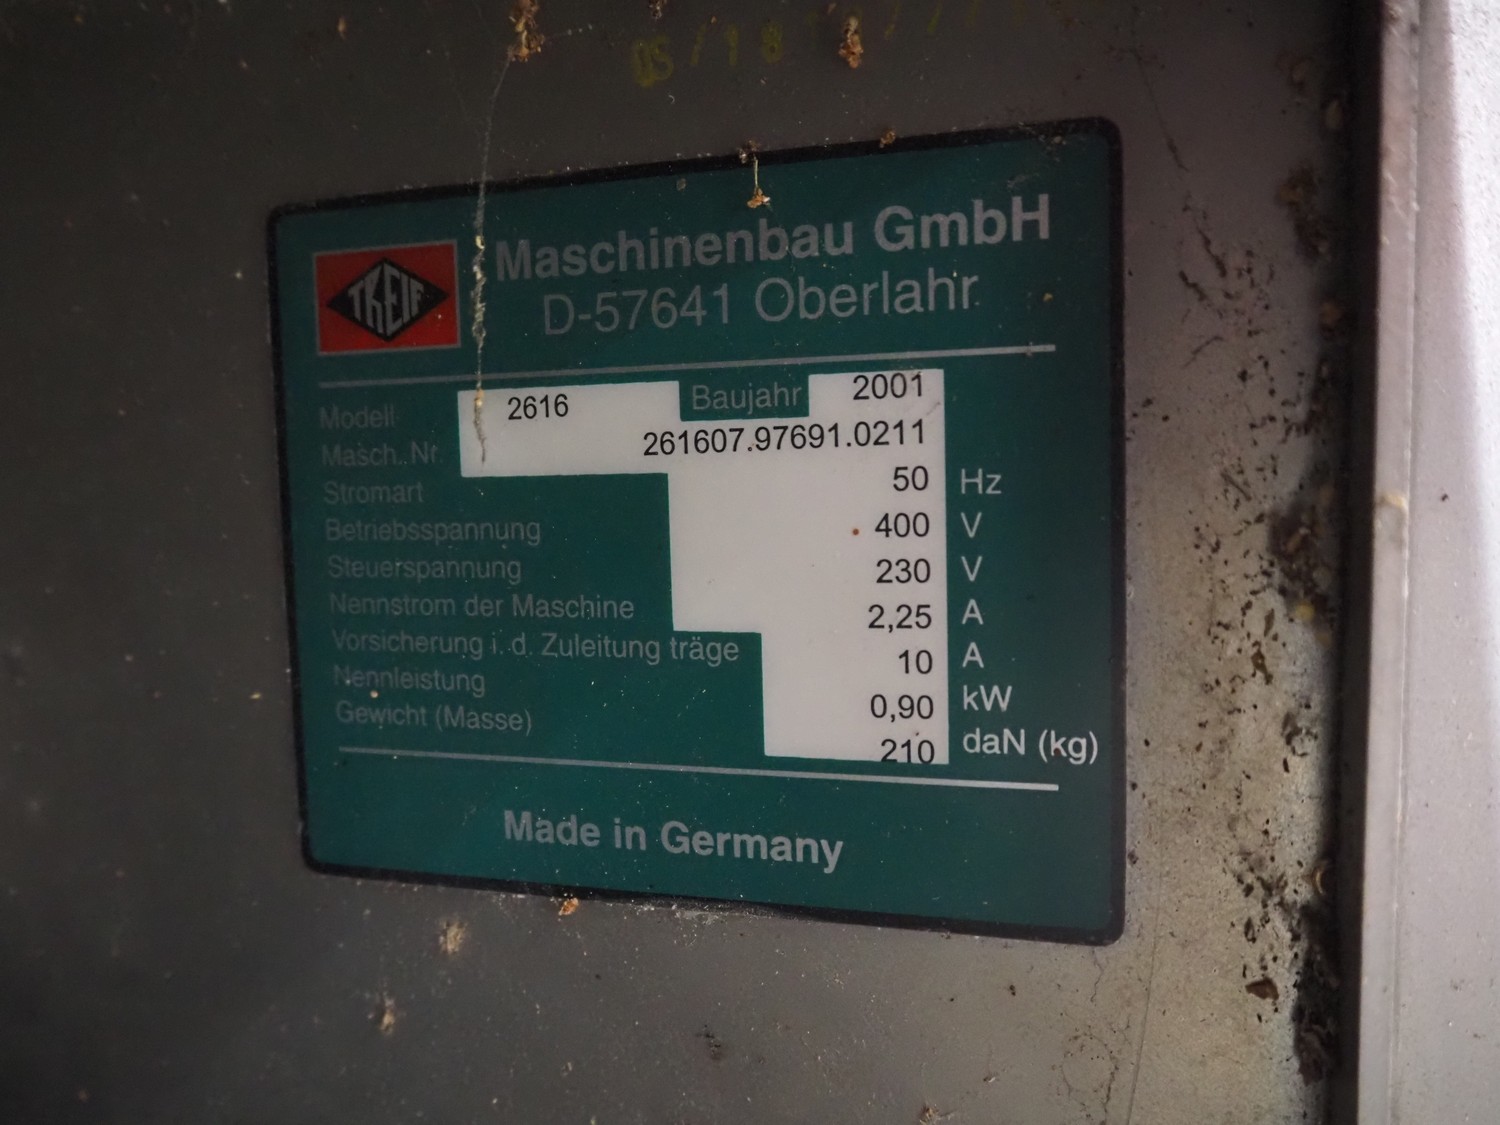 TREIF
Maschinenbau GmbH
D-57641 Oberlahr
Modell 2616 Baujahr 2001
Masch. Nr. 261607.97691.0211
Stromart 50 Hz
Betriebsspannung 400 V
Steuerspannung 230 V
Nennstrom der Maschine 2,25 A
Vorsicherung i. d. Zuleitung träge 10 A
Nennleistung 0,90 kW
Gewicht (Masse) 210 daN (kg)
Made in Germany